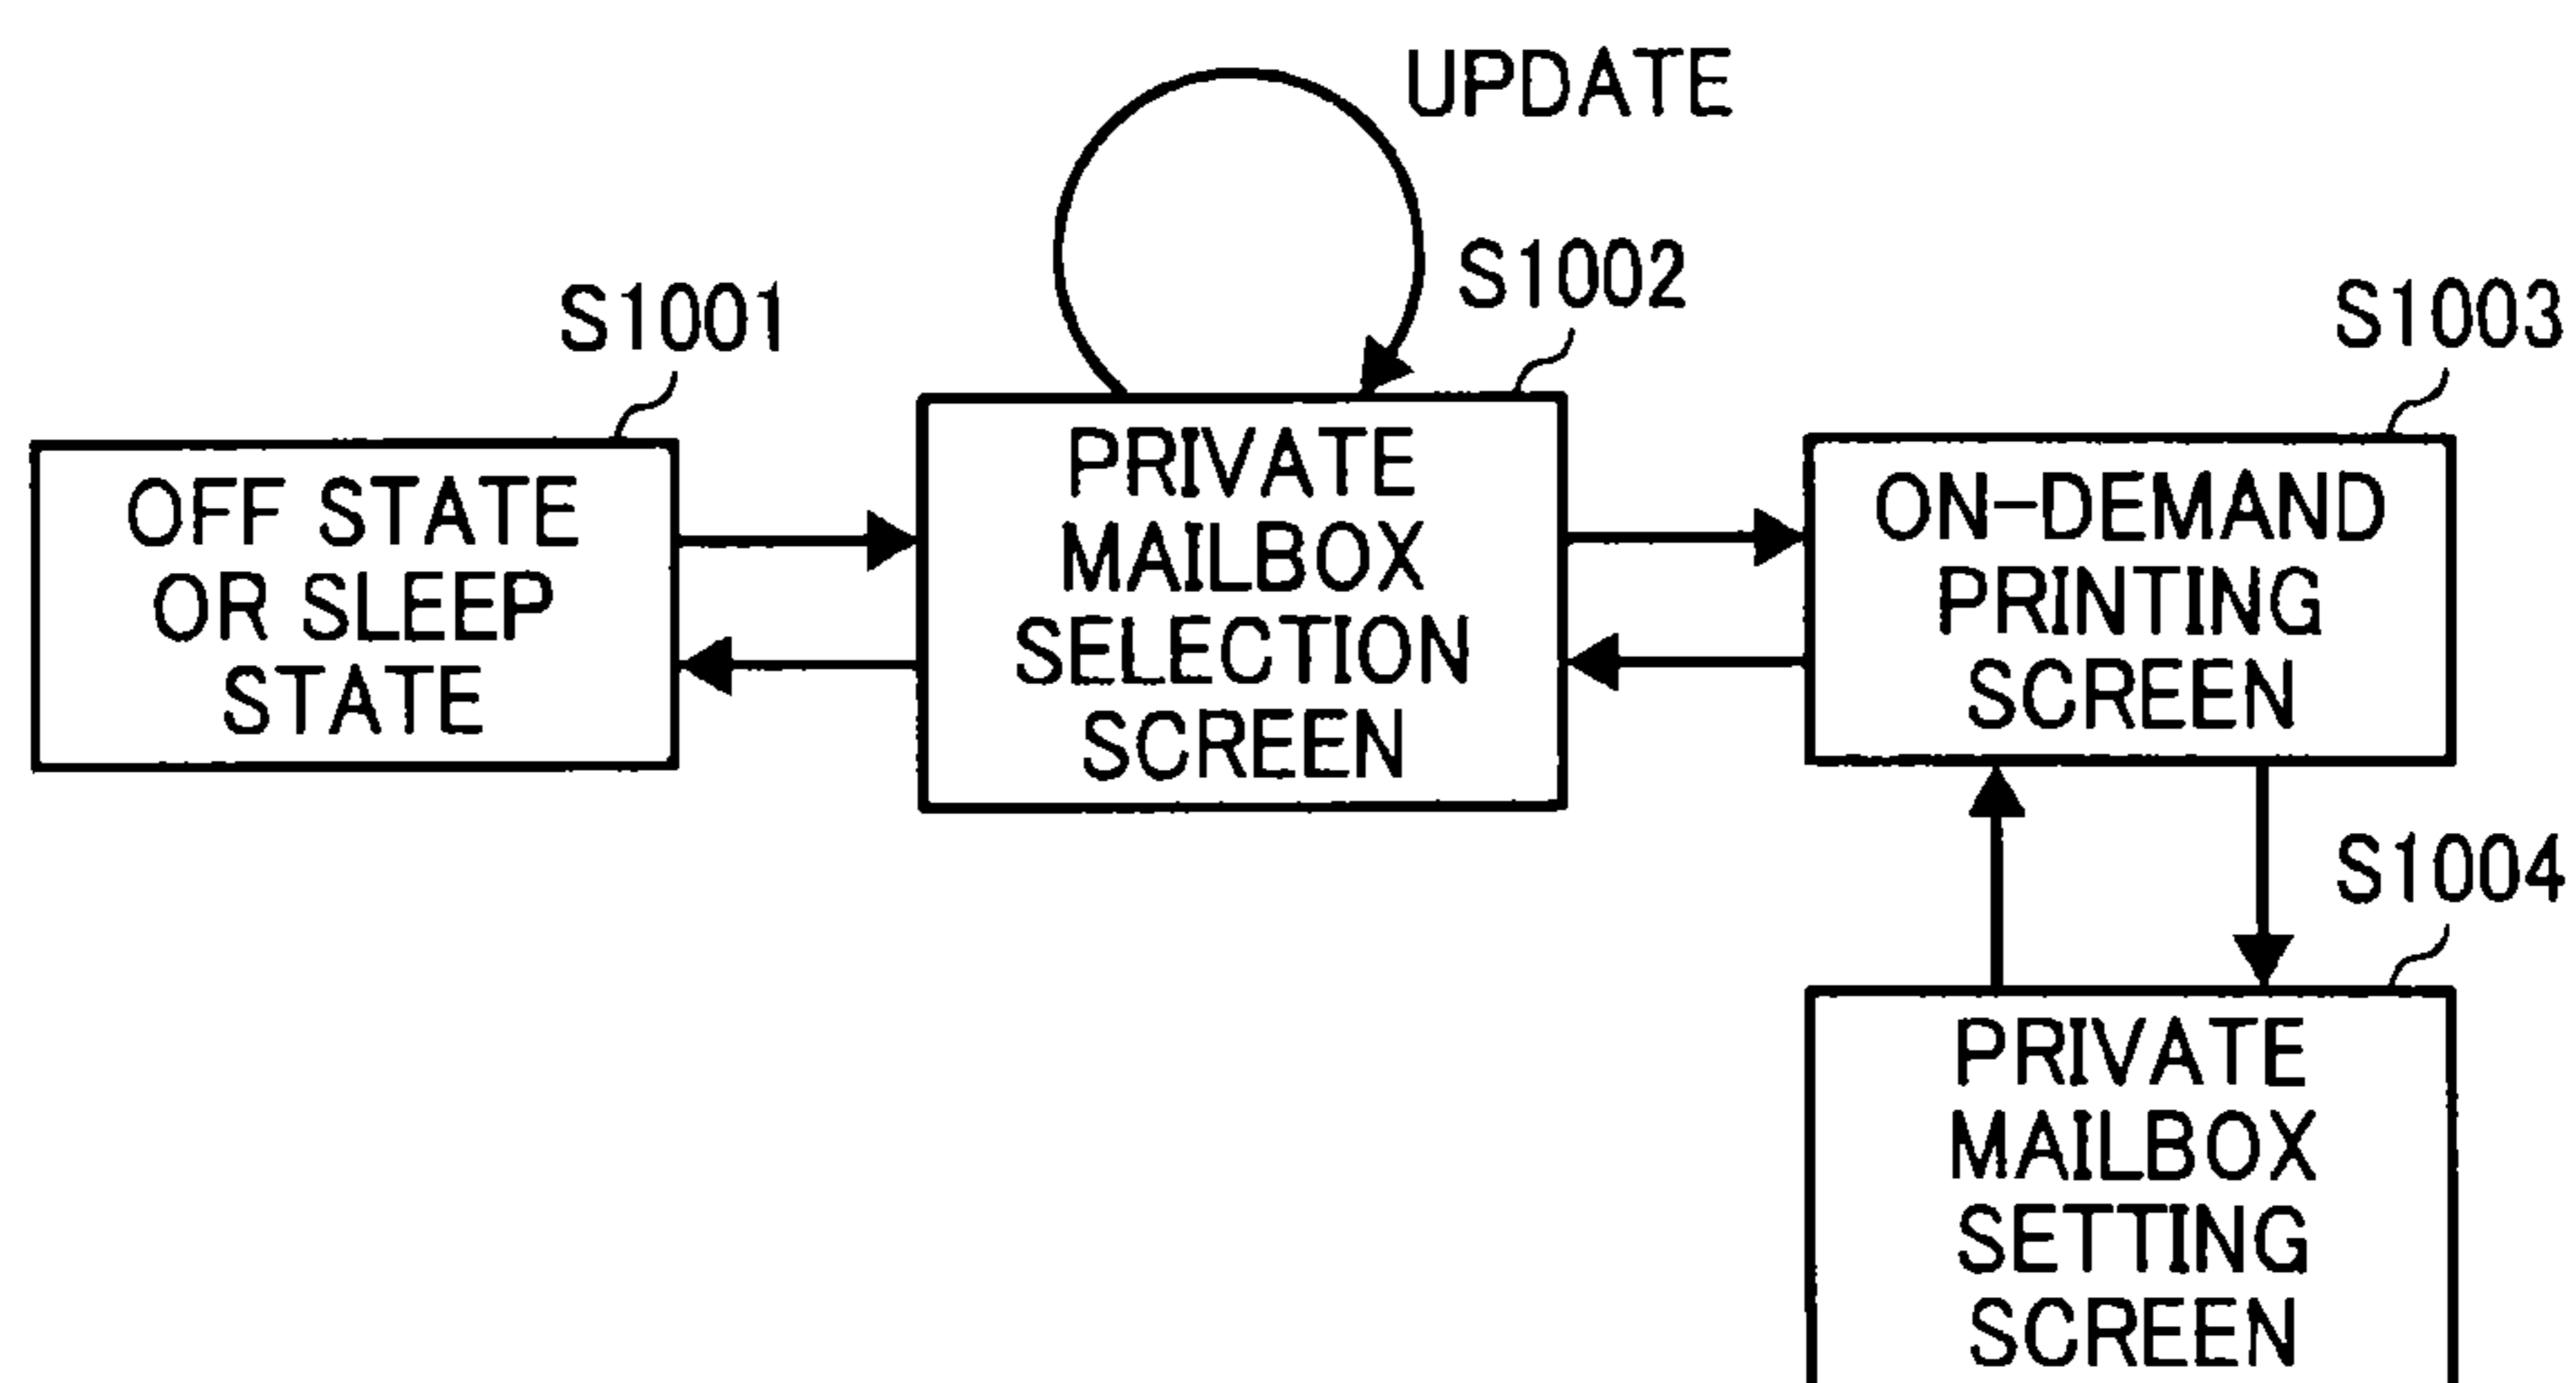 UPDATE
S1001
S1002
S1003
OFF STATE
OR SLEEP
STATE
PRIVATE
MAILBOX
SELECTION
SCREEN
ON-DEMAND
PRINTING
SCREEN
S1004
PRIVATE
MAILBOX
SETTING
SCREEN